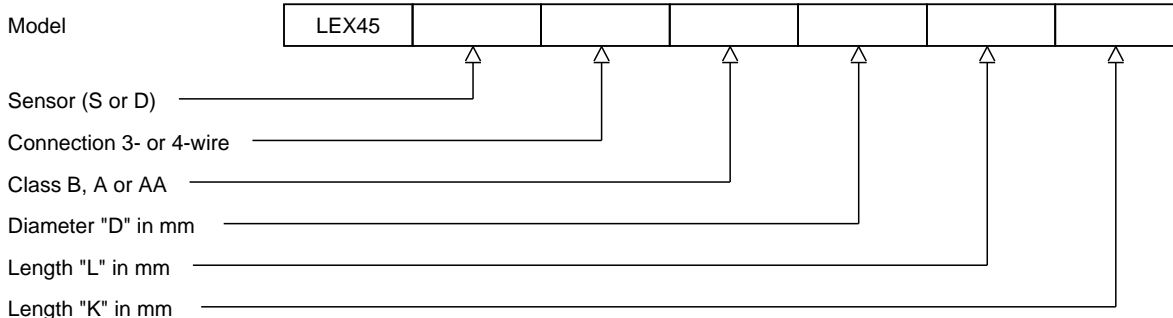 Model LEX45
Sensor (S or D)
Connection 3- or 4-wire
Class B, A or AA
Diameter "D" in mm
Length "L" in mm
Length "K" in mm